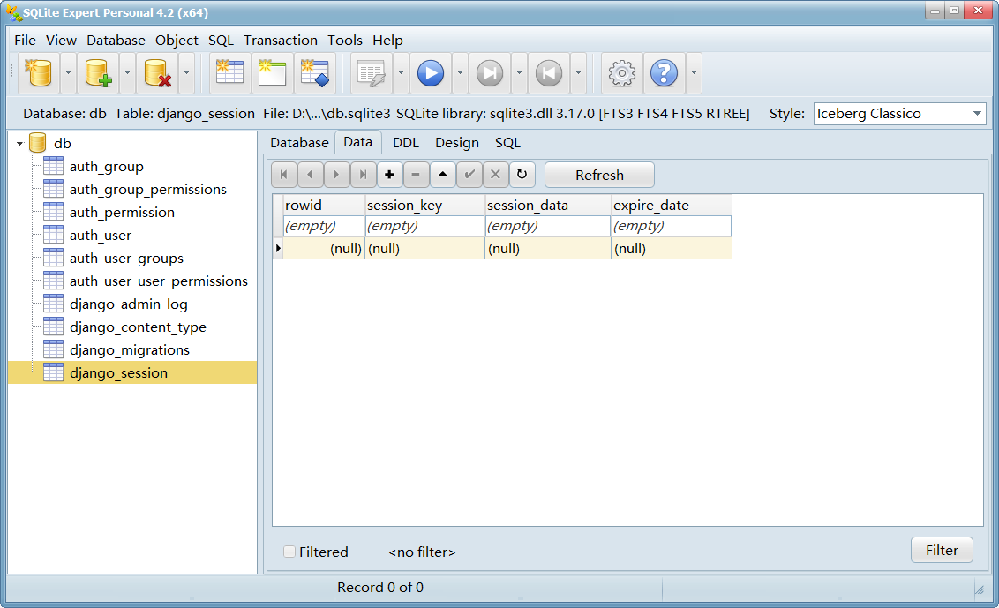 SQLite Expert Personal 4.2 (x64)
File View Database Object SQL Transaction Tools Help
Database: db Table: django_session File: D:\...\db.sqlite3 SQLite library: sqlite3.dll 3.17.0 [FTS3 FTS4 FTS5 RTREE] Style: Iceberg Classico
db
auth_group
auth_group_permissions
auth_permission
auth_user
auth_user_groups
auth_user_user_permissions
django_admin_log
django_content_type
django_migrations
django_session
Database Data DDL Design SQL
Refresh
rowid session_key session_data expire_date
(empty) (empty) (empty) (empty)
(null) (null) (null) (null)
Filtered <no filter> Filter
Record 0 of 0